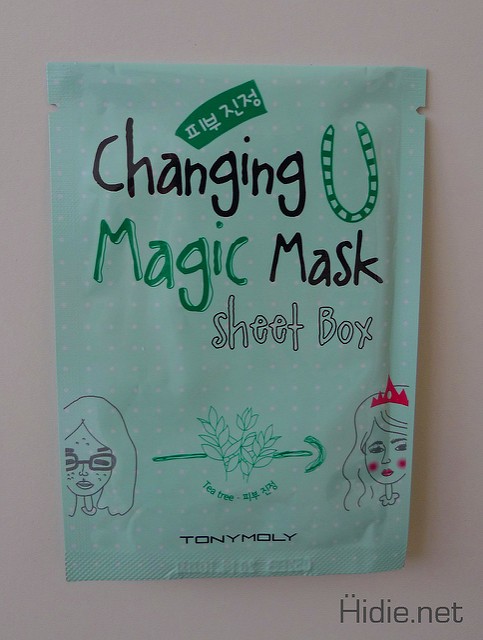 피부 진정
Changing U
Magic Mask
Sheet Box
Tea tree - 피부 진정
TONYMOLY
Hidie.net